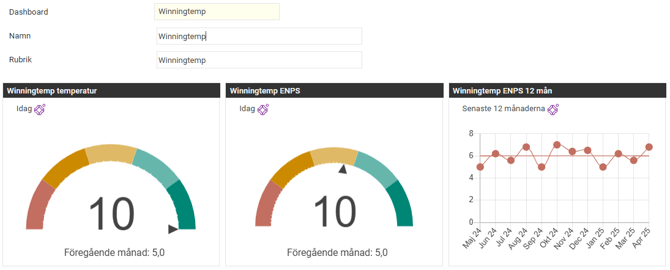 Dashboard Winningtemp
Namn Winningtemp
Rubrik Winningtemp
Winningtemp temperatur
Idag
10
Föregående månad: 5,0
Winningtemp ENPS
Idag
10
Föregående månad: 5,0
Winningtemp ENPS 12 mån
Senaste 12 månaderna
8
6
4
2
0
Maj 24
Jun 24
Jul 24
Aug 24
Sep 24
Okt 24
Nov 24
Dec 24
Jan 25
Feb 25
Mar 25
Apr 25